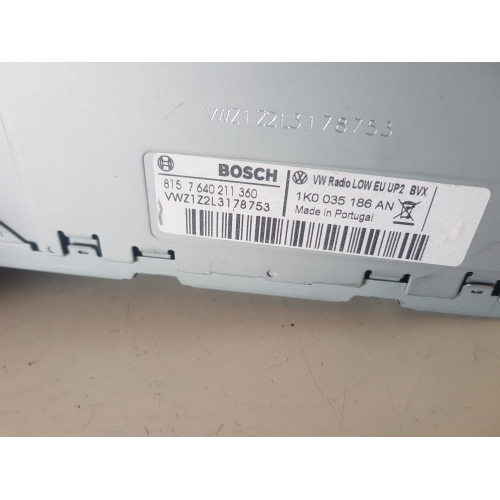 VWZ1Z2L3178753
BOSCH
815 7 640 211 360
VWZ1Z2L3178753
VW Radio LOW EU UP2 BVX
1K0 035 186 AN
Made in Portugal